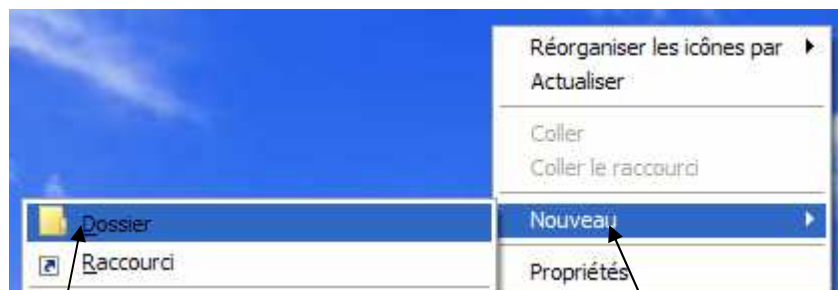 Réorganiser les icônes par
Actualiser
Coller
Coller le raccourci
Nouveau
Propriétés
Dossier
Raccourci